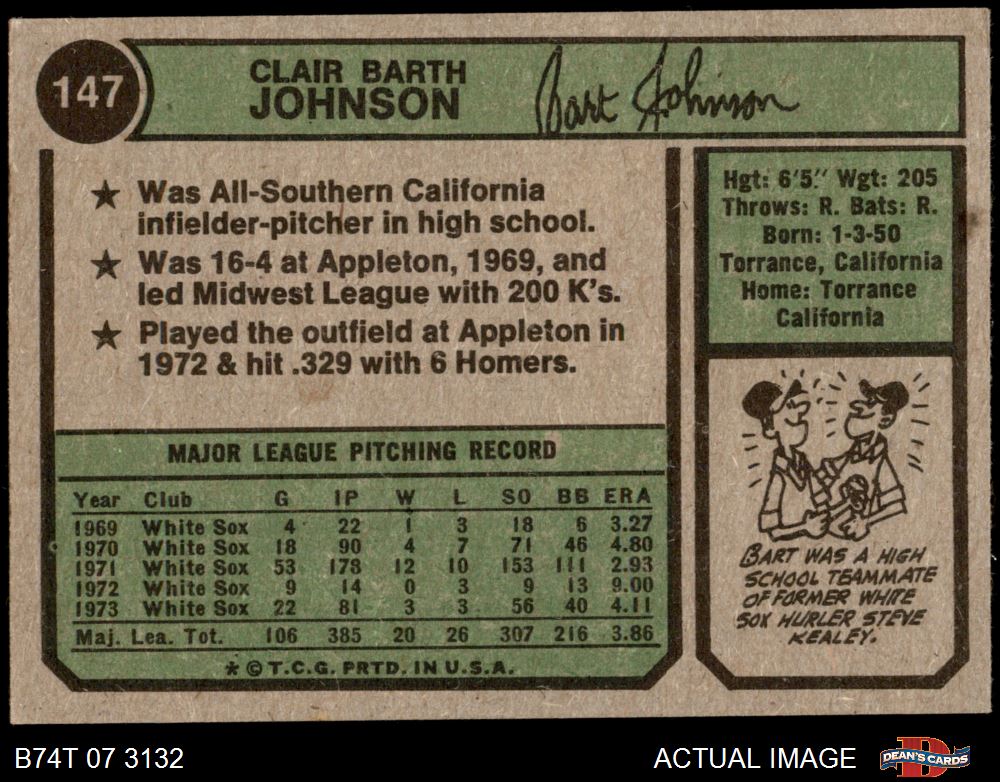 147
CLAIR BARTH
JOHNSON
Bart Johnson
★ Was All-Southern California
infielder-pitcher in high school.
★ Was 16-4 at Appleton, 1969, and
led Midwest League with 200 K's.
★ Played the outfield at Appleton in
1972 & hit .329 with 6 Homers.
Hgt: 6'5" Wgt: 205
Throws: R. Bats: R.
Born: 1-3-50
Torrance, California
Home: Torrance
California
MAJOR LEAGUE PITCHING RECORD
Year Club G IP W L SO BB ERA
1969 White Sox 4 22 1 3 18 6 3.27
1970 White Sox 18 90 4 7 71 46 4.80
1971 White Sox 53 178 12 10 153 111 2.93
1972 White Sox 9 14 0 3 9 13 9.00
1973 White Sox 22 81 3 3 56 40 4.11
Maj. Lea. Tot. 106 385 20 26 307 216 3.86
* © T.C.G. PRTD. IN U.S.A.
BART WAS A HIGH
SCHOOL TEAMMATE
OF FORMER WHITE
SOX HURLER STEVE
KEALEY.
B74T 07 3132
ACTUAL IMAGE
DEAN'S CARDS